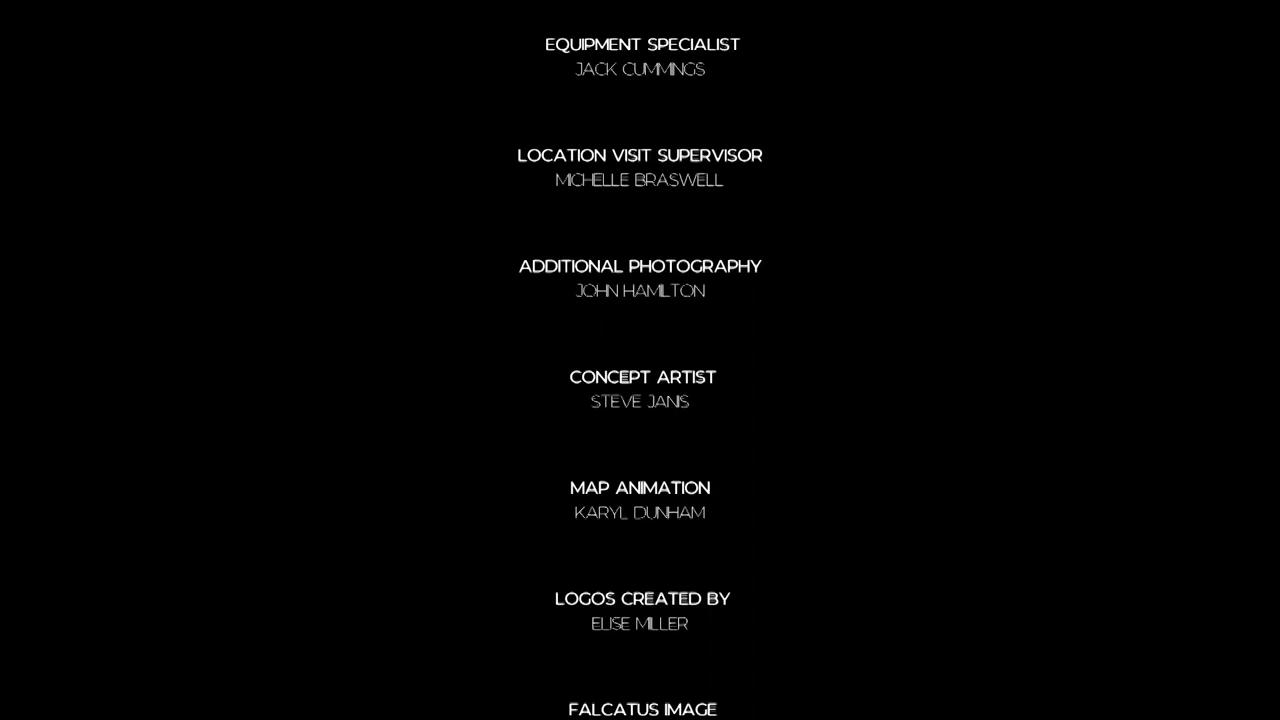 EQUIPMENT SPECIALIST
JACK CUMMINGS
LOCATION VISIT SUPERVISOR
MICHELLE BRASWELL
ADDITIONAL PHOTOGRAPHY
JOHN HAMILTON
CONCEPT ARTIST
STEVE JANIS
MAP ANIMATION
KARYL DUNHAM
LOGOS CREATED BY
ELISE MILLER
FALCATUS IMAGE